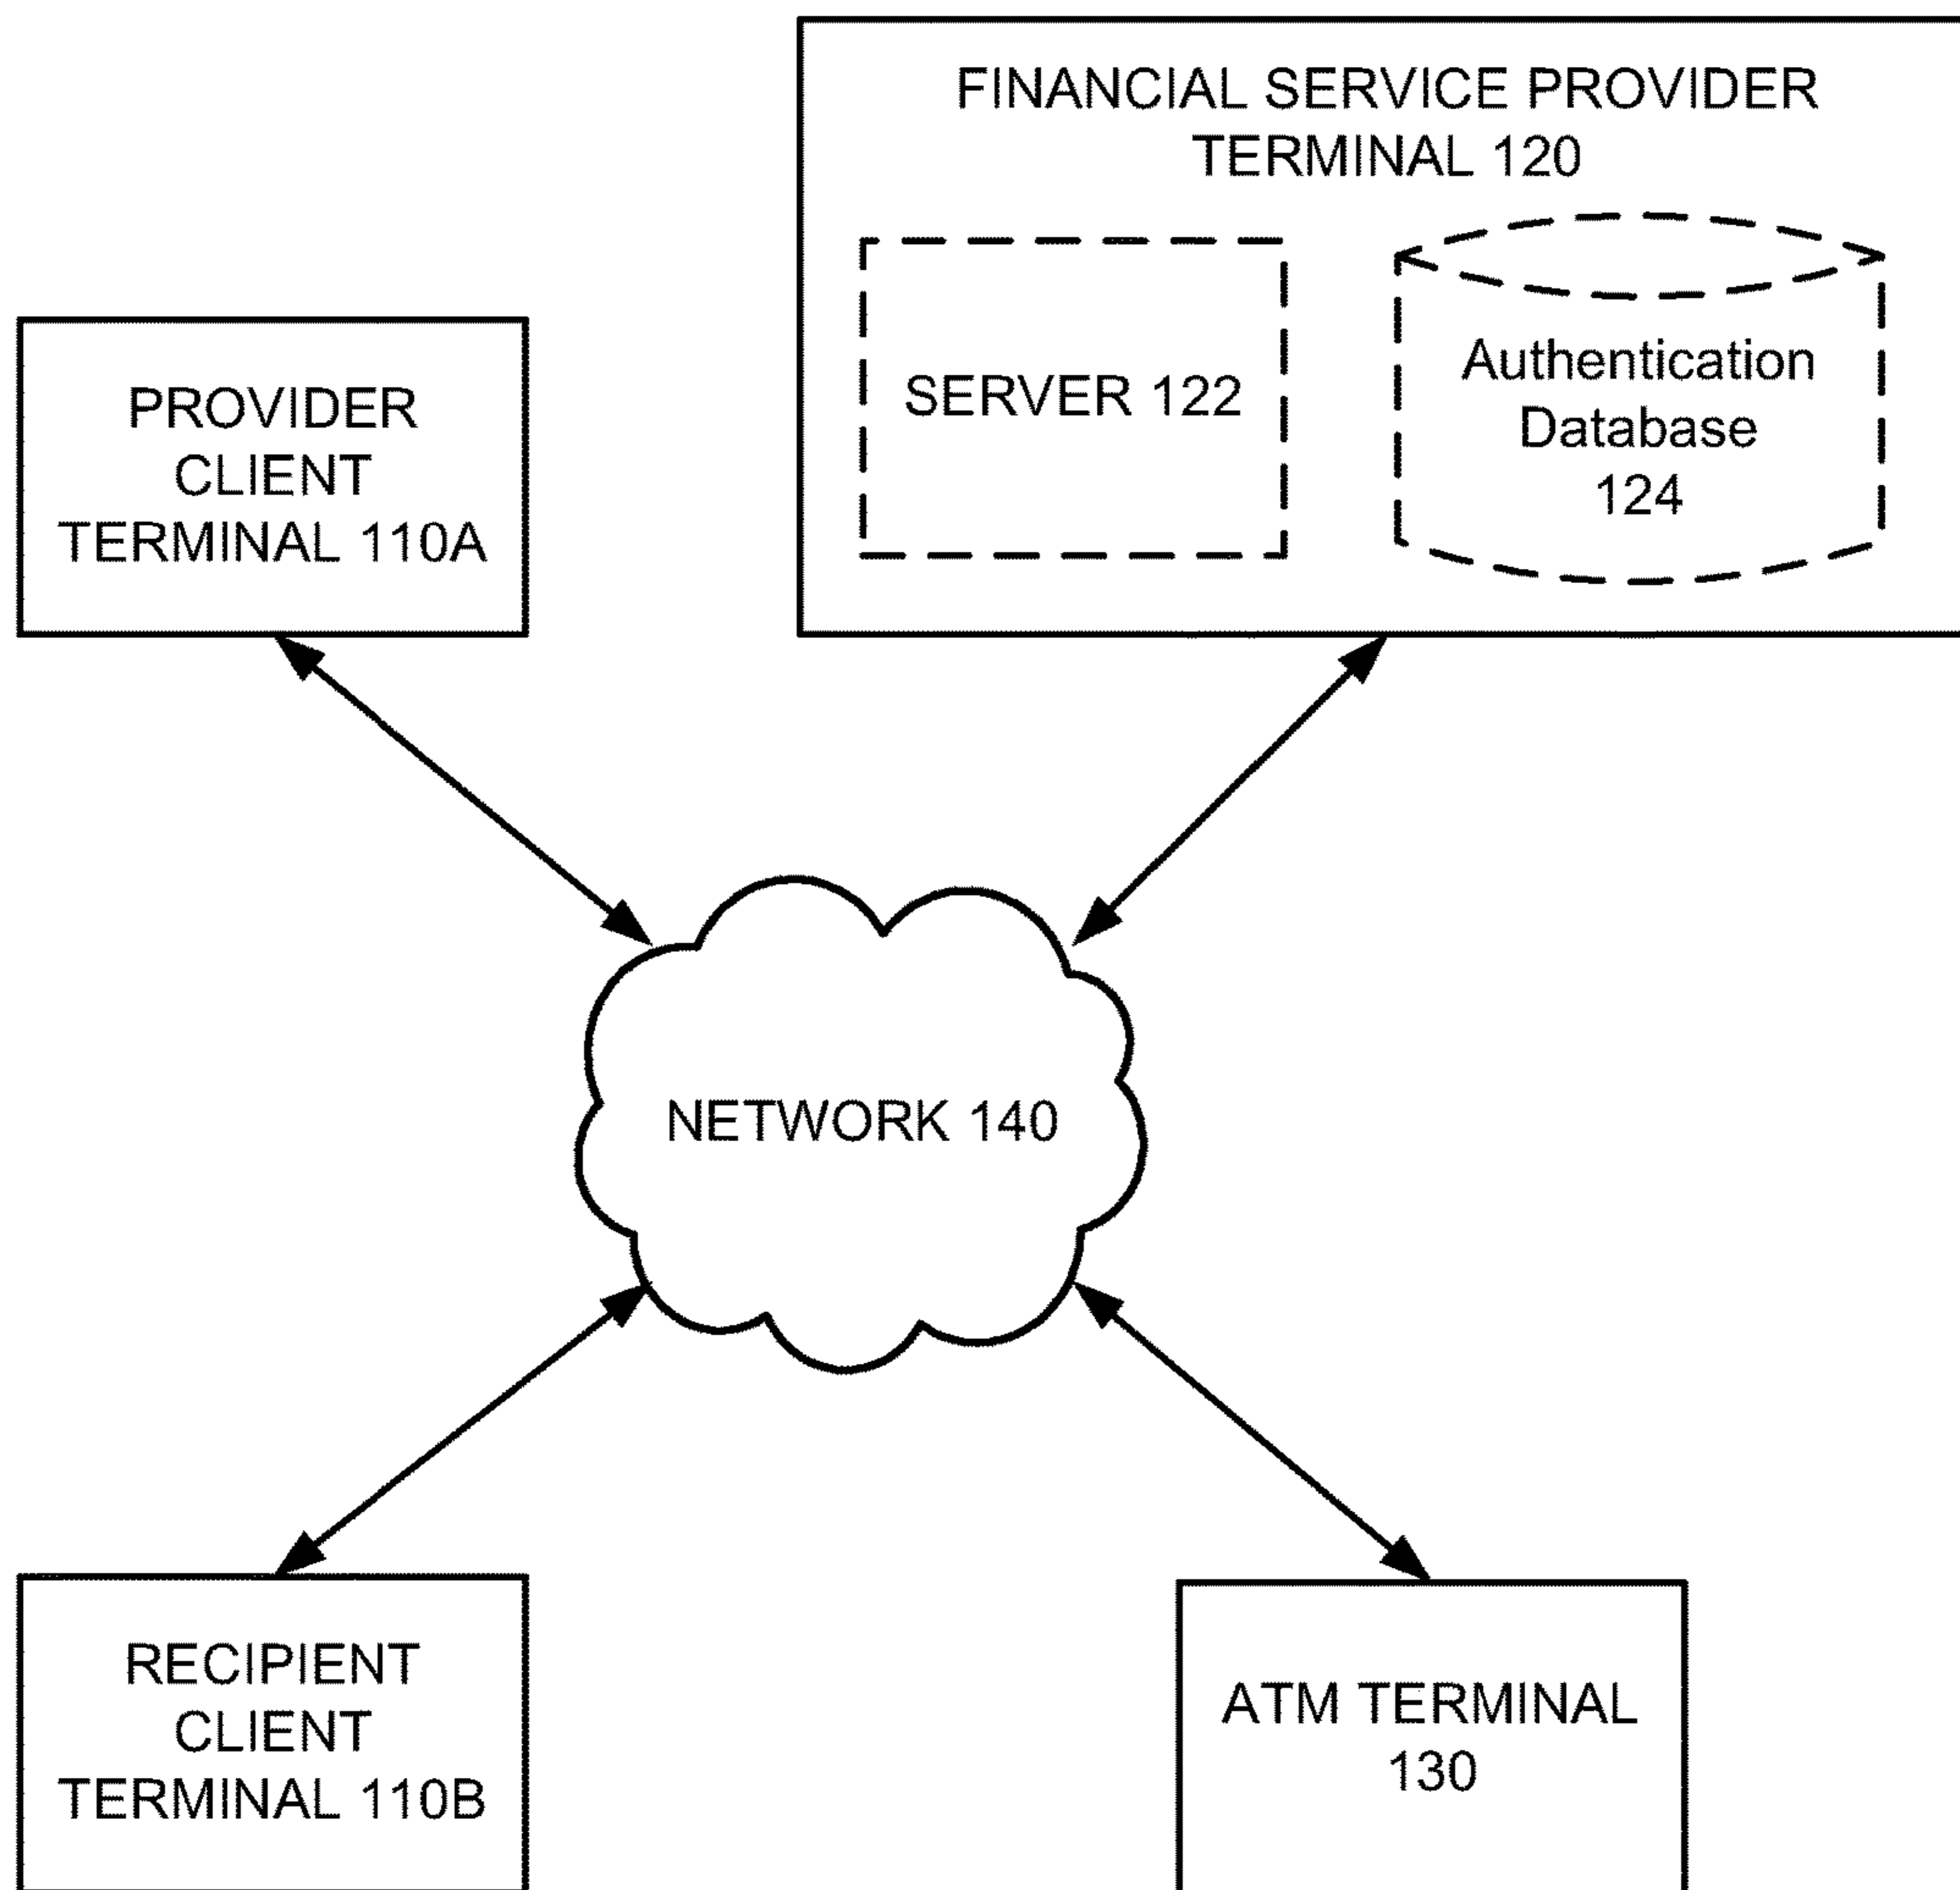 FINANCIAL SERVICE PROVIDER
TERMINAL 120
SERVER 122
Authentication
Database
124
PROVIDER
CLIENT
TERMINAL 110A
NETWORK 140
RECIPIENT
CLIENT
TERMINAL 110B
ATM TERMINAL
130